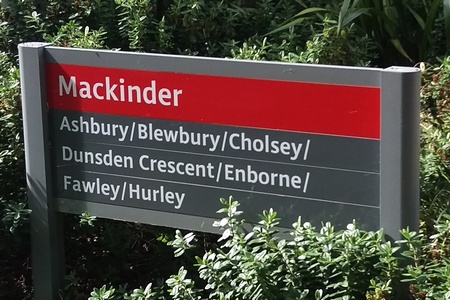 Mackinder
Ashbury/Blewbury/Cholsey/
Dunsden Crescent/Enborne/
Fawley/Hurley